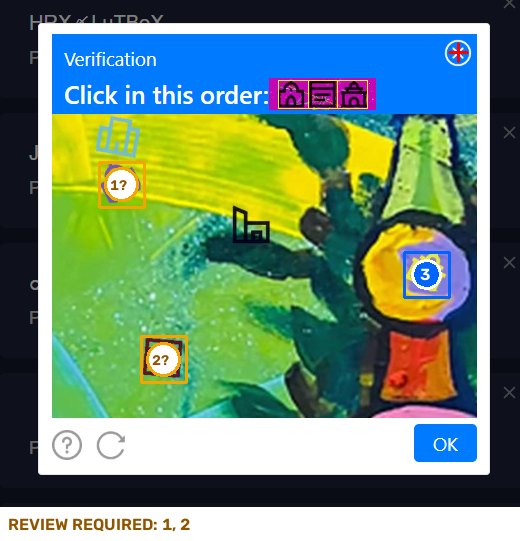 Verification
Click in this order:
1?
3
2?
?
OK
REVIEW REQUIRED: 1, 2